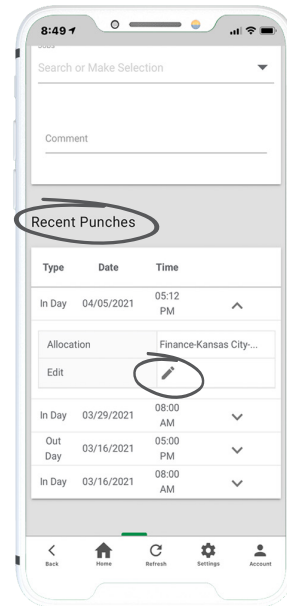 8:49
Search or Make Selection
Comment
Recent Punches
Type Date Time
In Day 04/05/2021 05:12 PM
Allocation Finance-Kansas City-...
Edit
In Day 03/29/2021 08:00 AM
Out Day 03/16/2021 05:00 PM
In Day 03/16/2021 08:00 AM
Back Home Refresh Settings Account